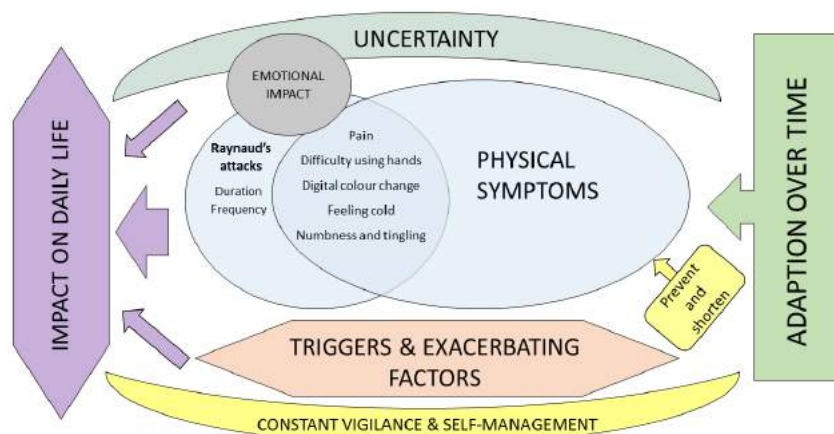 UNCERTAINTY
EMOTIONAL
IMPACT
Raynaud's
attacks
Duration
Frequency
Pain
Difficulty using hands
Digital colour change
Feeling cold
Numbness and tingling
PHYSICAL
SYMPTOMS
IMPACT ON DAILY LIFE
ADAPTION OVER TIME
Prevent
and
shorten
TRIGGERS & EXACERBATING
FACTORS
CONSTANT VIGILANCE & SELF-MANAGEMENT